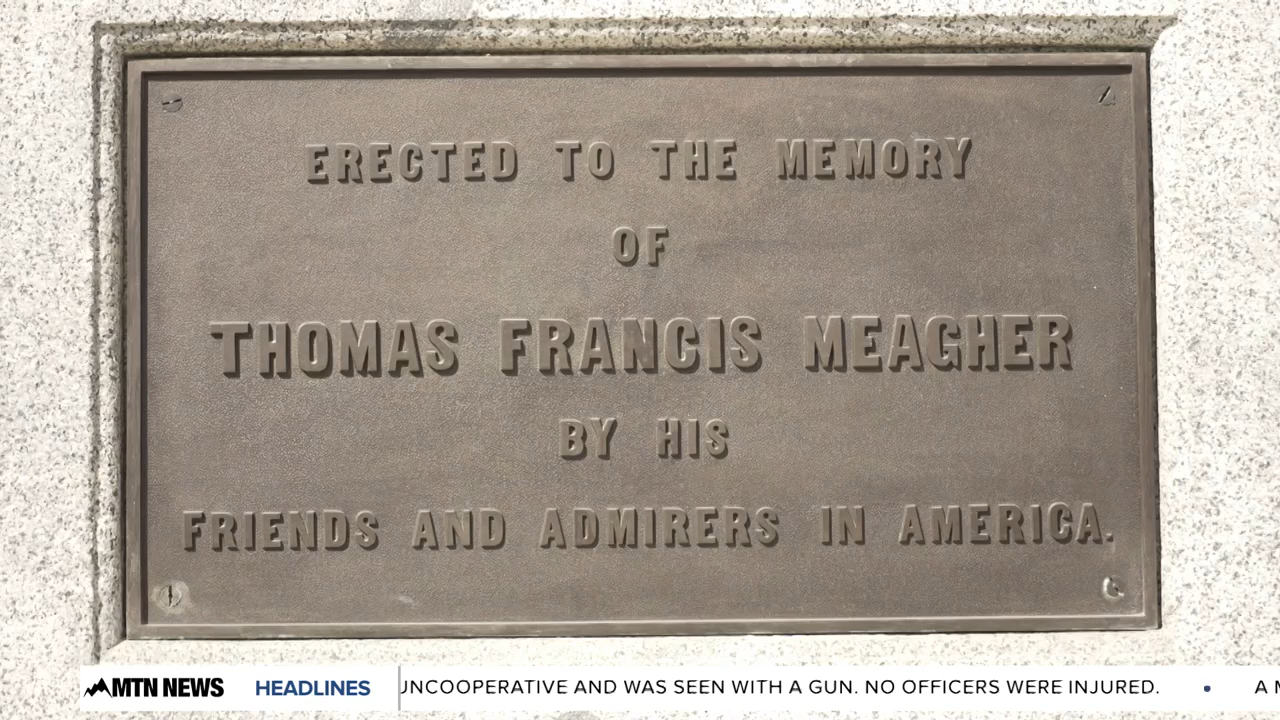 ERECTED TO THE MEMORY
OF
THOMAS FRANCIS MEAGHER
BY HIS
FRIENDS AND ADMIRERS IN AMERICA.
MTN NEWS HEADLINES UNCOOPERATIVE AND WAS SEEN WITH A GUN. NO OFFICERS WERE INJURED. • A